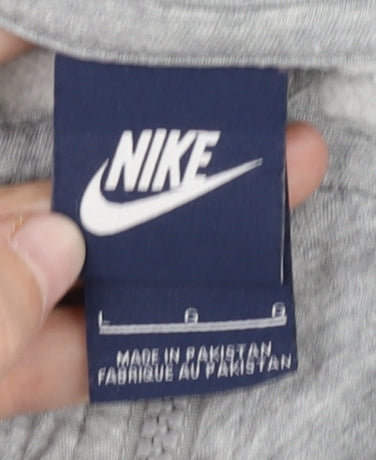 NIKE
L G G
MADE IN PAKISTAN
FABRIQUE AU PAKISTAN